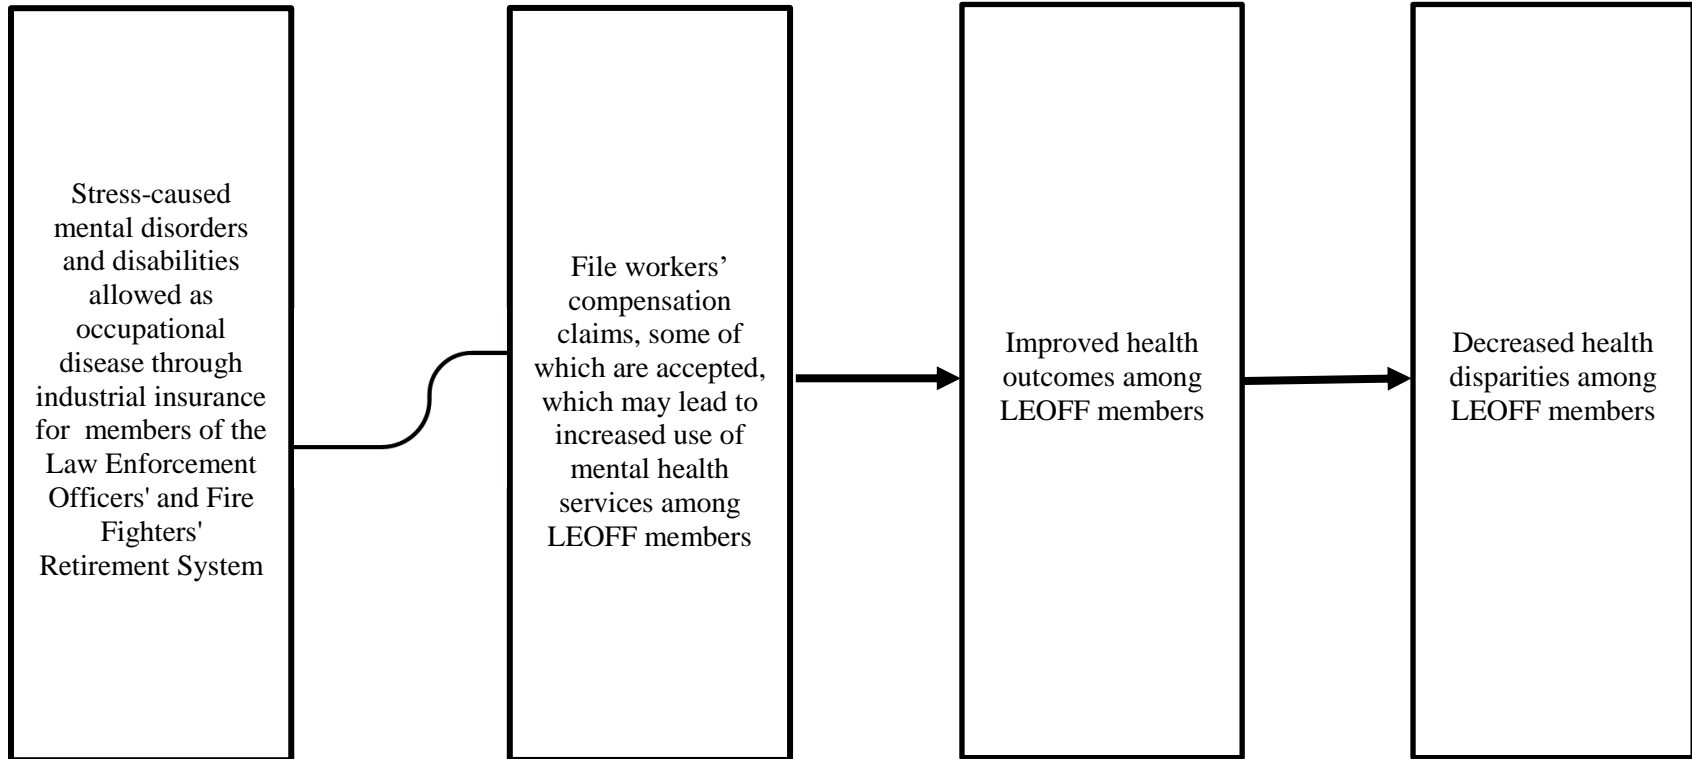 Stress-caused
mental disorders
and disabilities
allowed as
occupational
disease through
industrial insurance
for  members of the
Law Enforcement
Officers' and Fire
Fighters'
Retirement System
File workers’
compensation
claims, some of
which are accepted,
which may lead to
increased use of
mental health
services among
LEOFF members
Improved health
outcomes among
LEOFF members
Decreased health
disparities among
LEOFF members